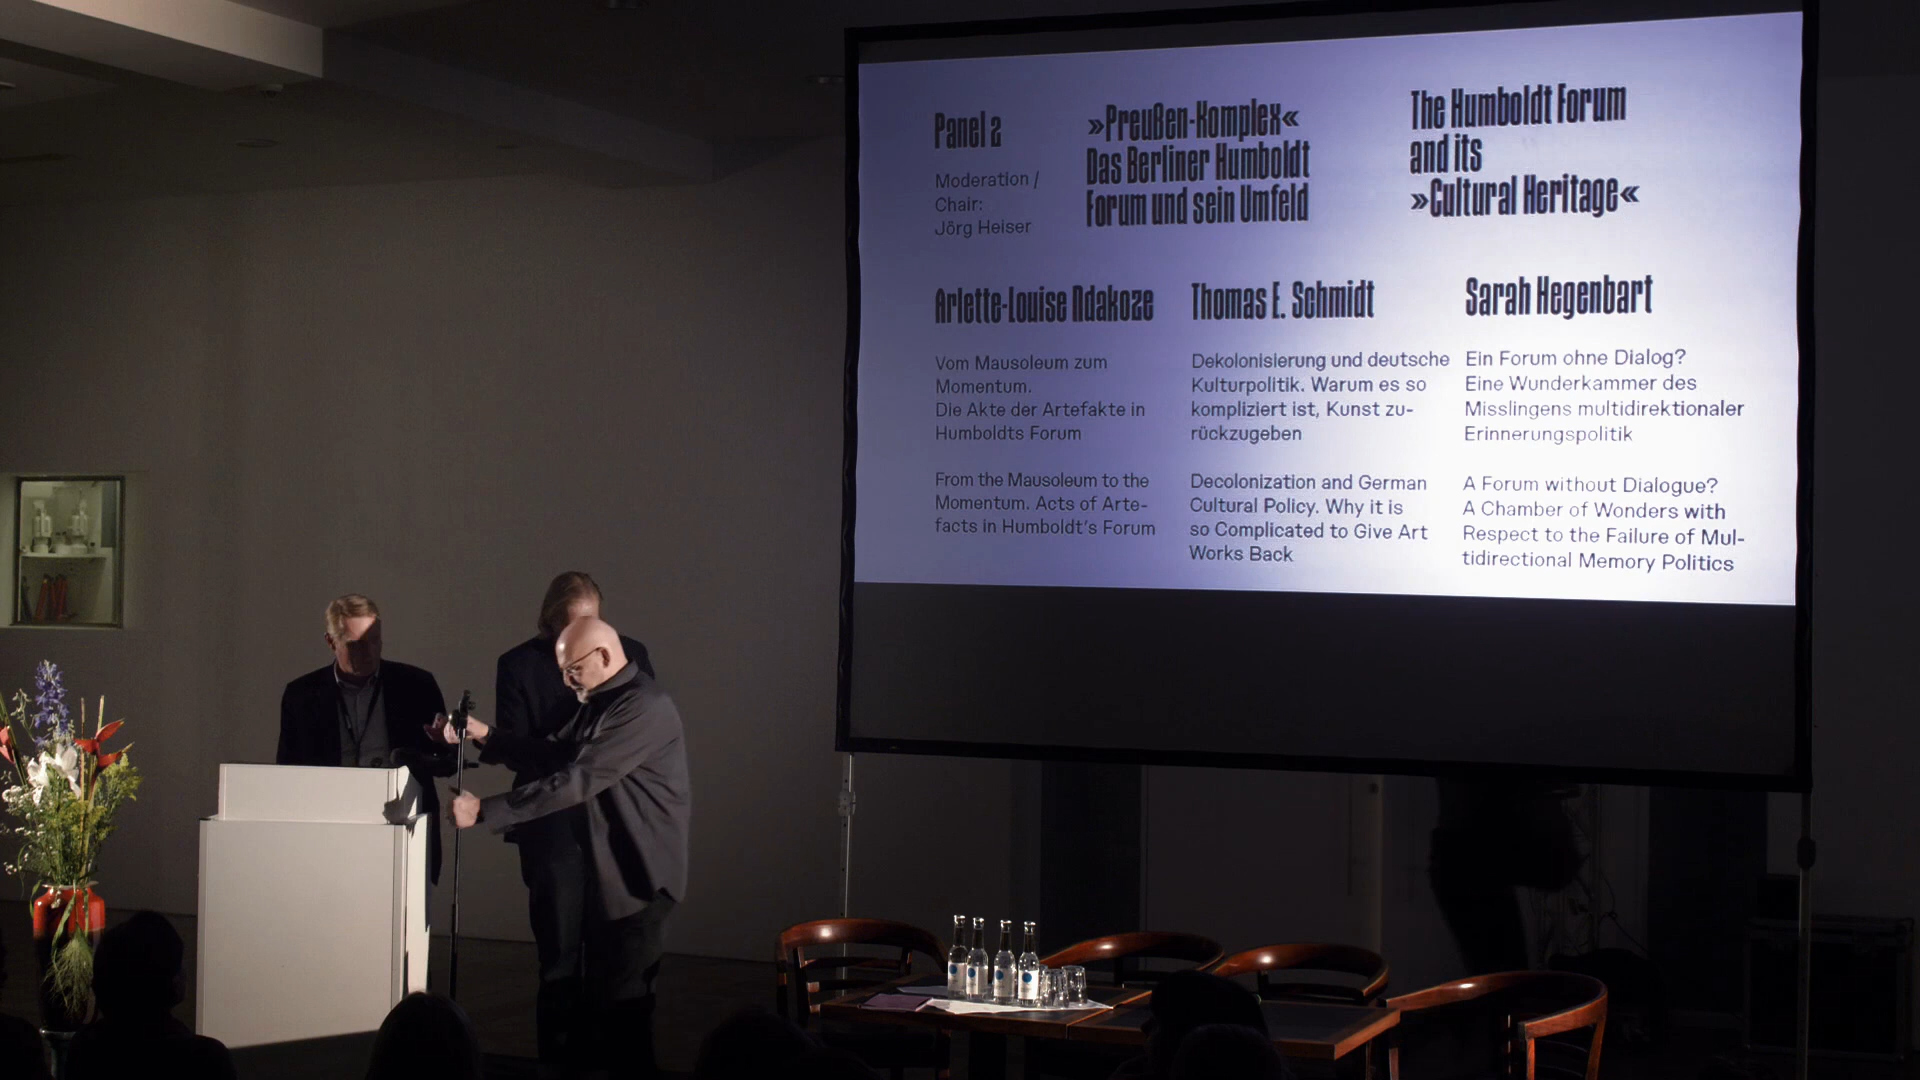 Panel 2
Moderation /
Chair:
Jörg Heiser
»Preußen-Komplex«
Das Berliner Humboldt
Forum und sein Umfeld
The Humboldt Forum
and its
»Cultural Heritage«
Arlette-Louise Ndakoze
Vom Mausoleum zum
Momentum.
Die Akte der Artefakte in
Humboldts Forum
From the Mausoleum to the
Momentum. Acts of Arte-
facts in Humboldt's Forum
Thomas E. Schmidt
Dekolonisierung und deutsche
Kulturpolitik. Warum es so
kompliziert ist, Kunst zu-
rückzugeben
Decolonization and German
Cultural Policy. Why it is
so Complicated to Give Art
Works Back
Sarah Hegenbart
Ein Forum ohne Dialog?
Eine Wunderkammer des
Misslingens multidirektionaler
Erinnerungspolitik
A Forum without Dialogue?
A Chamber of Wonders with
Respect to the Failure of Mul-
tidirectional Memory Politics